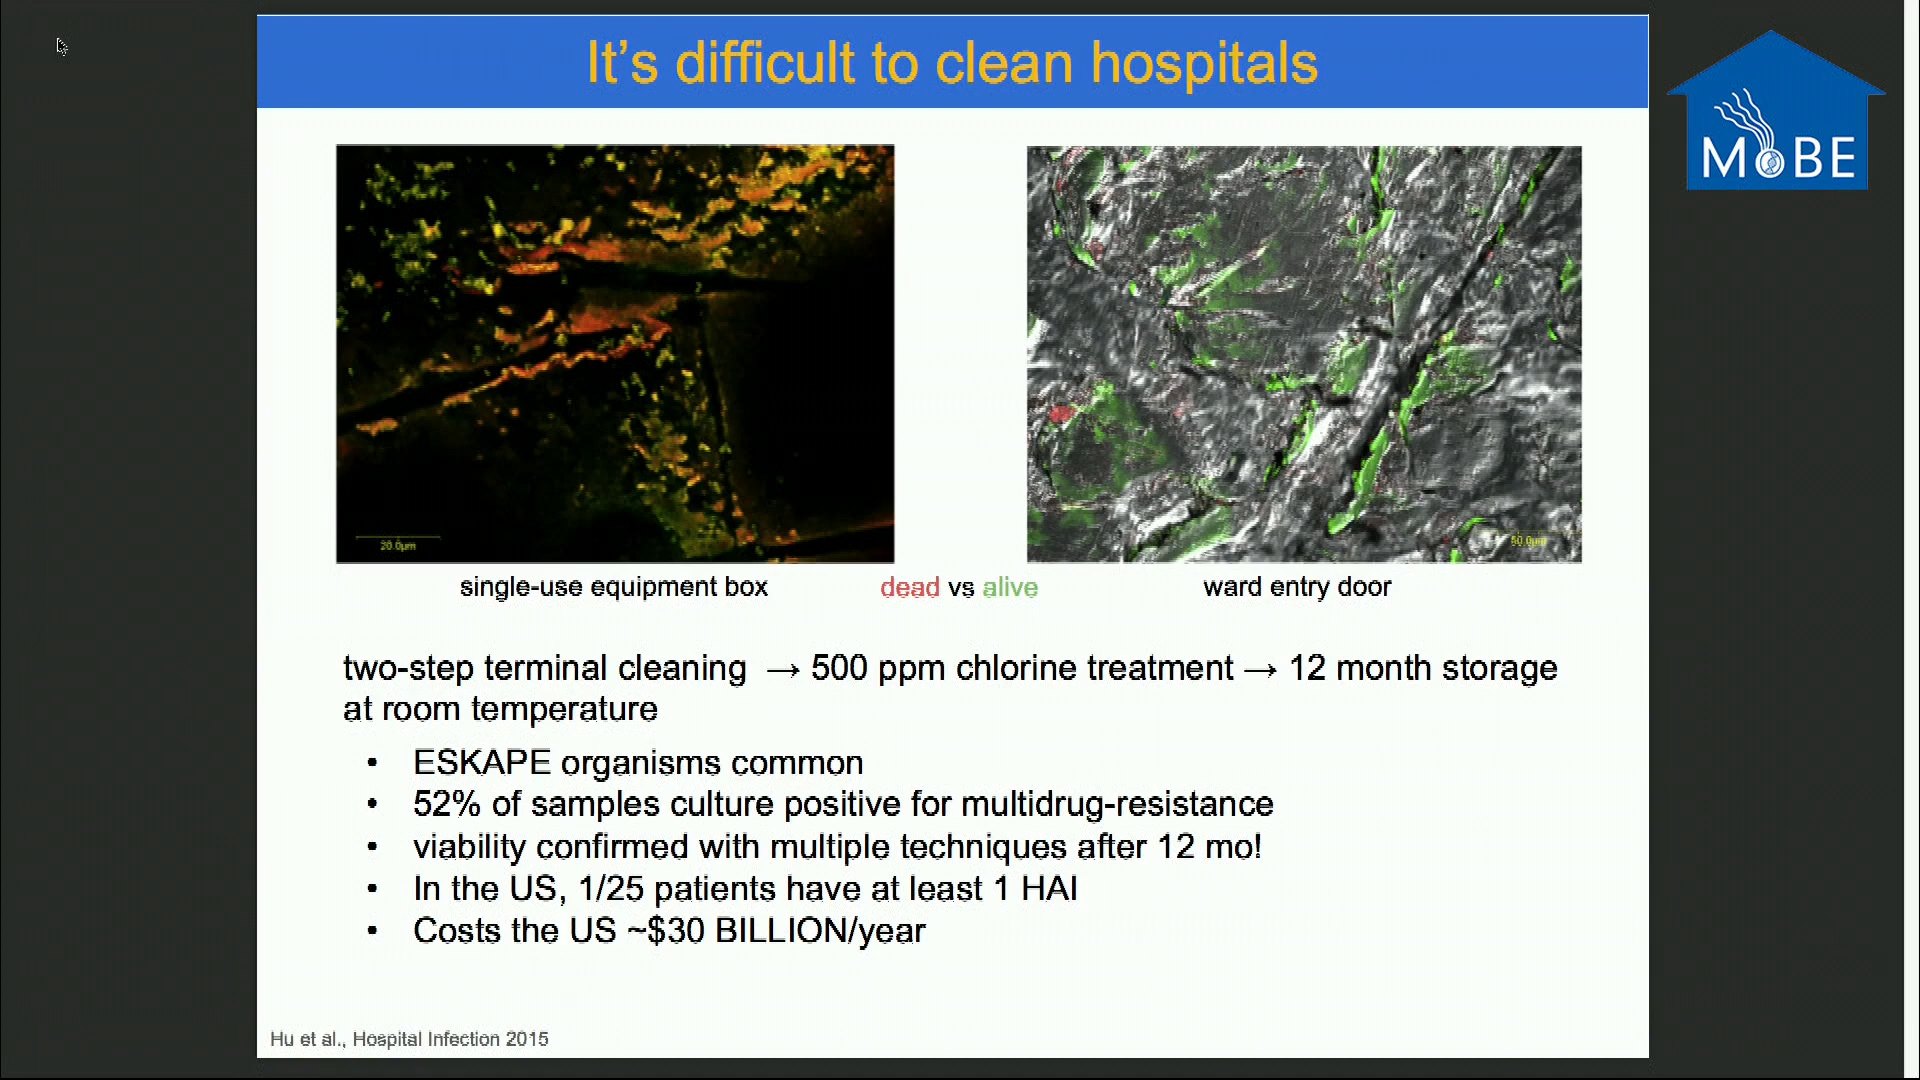 It's difficult to clean hospitals
MoBE
20.0µm
single-use equipment box
dead vs alive
ward entry door
two-step terminal cleaning → 500 ppm chlorine treatment → 12 month storage
at room temperature
• ESKAPE organisms common
• 52% of samples culture positive for multidrug-resistance
• viability confirmed with multiple techniques after 12 mo!
• In the US, 1/25 patients have at least 1 HAI
• Costs the US ~$30 BILLION/year
Hu et al., Hospital Infection 2015